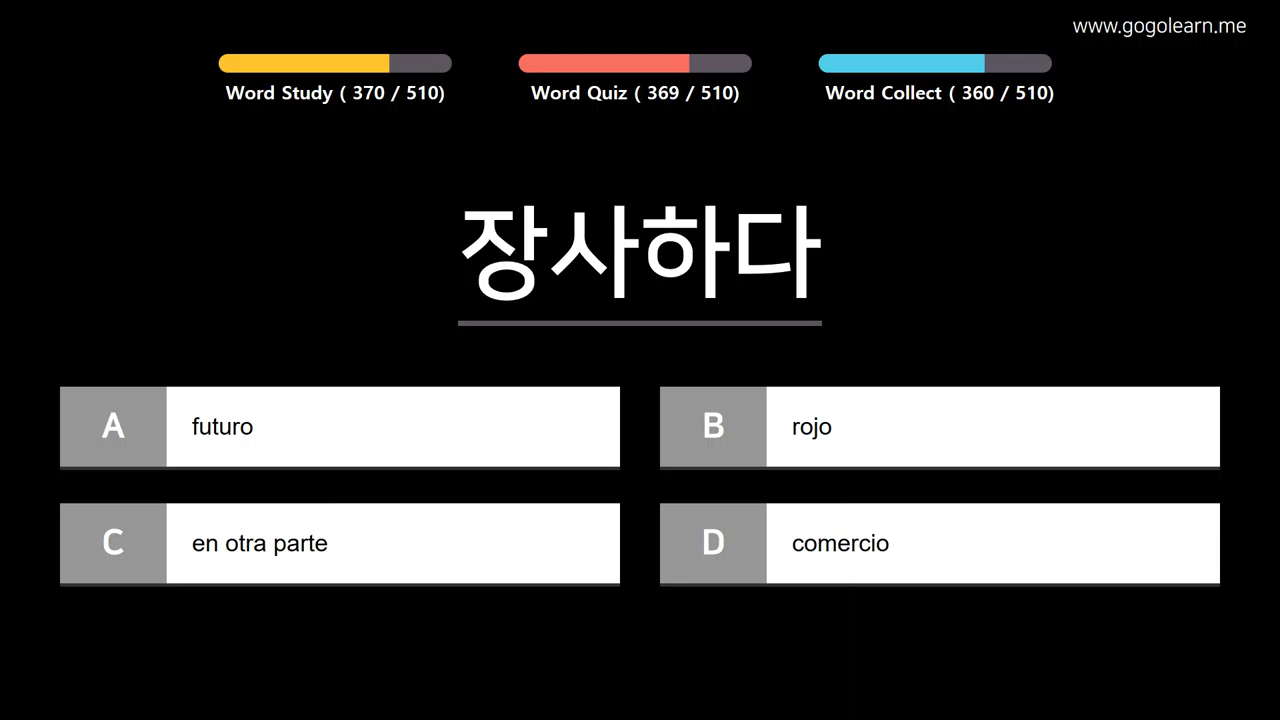 www.gogolearn.me
Word Study ( 370 / 510)
Word Quiz ( 369 / 510)
Word Collect ( 360 / 510)
장사하다
A futuro
B rojo
C en otra parte
D comercio